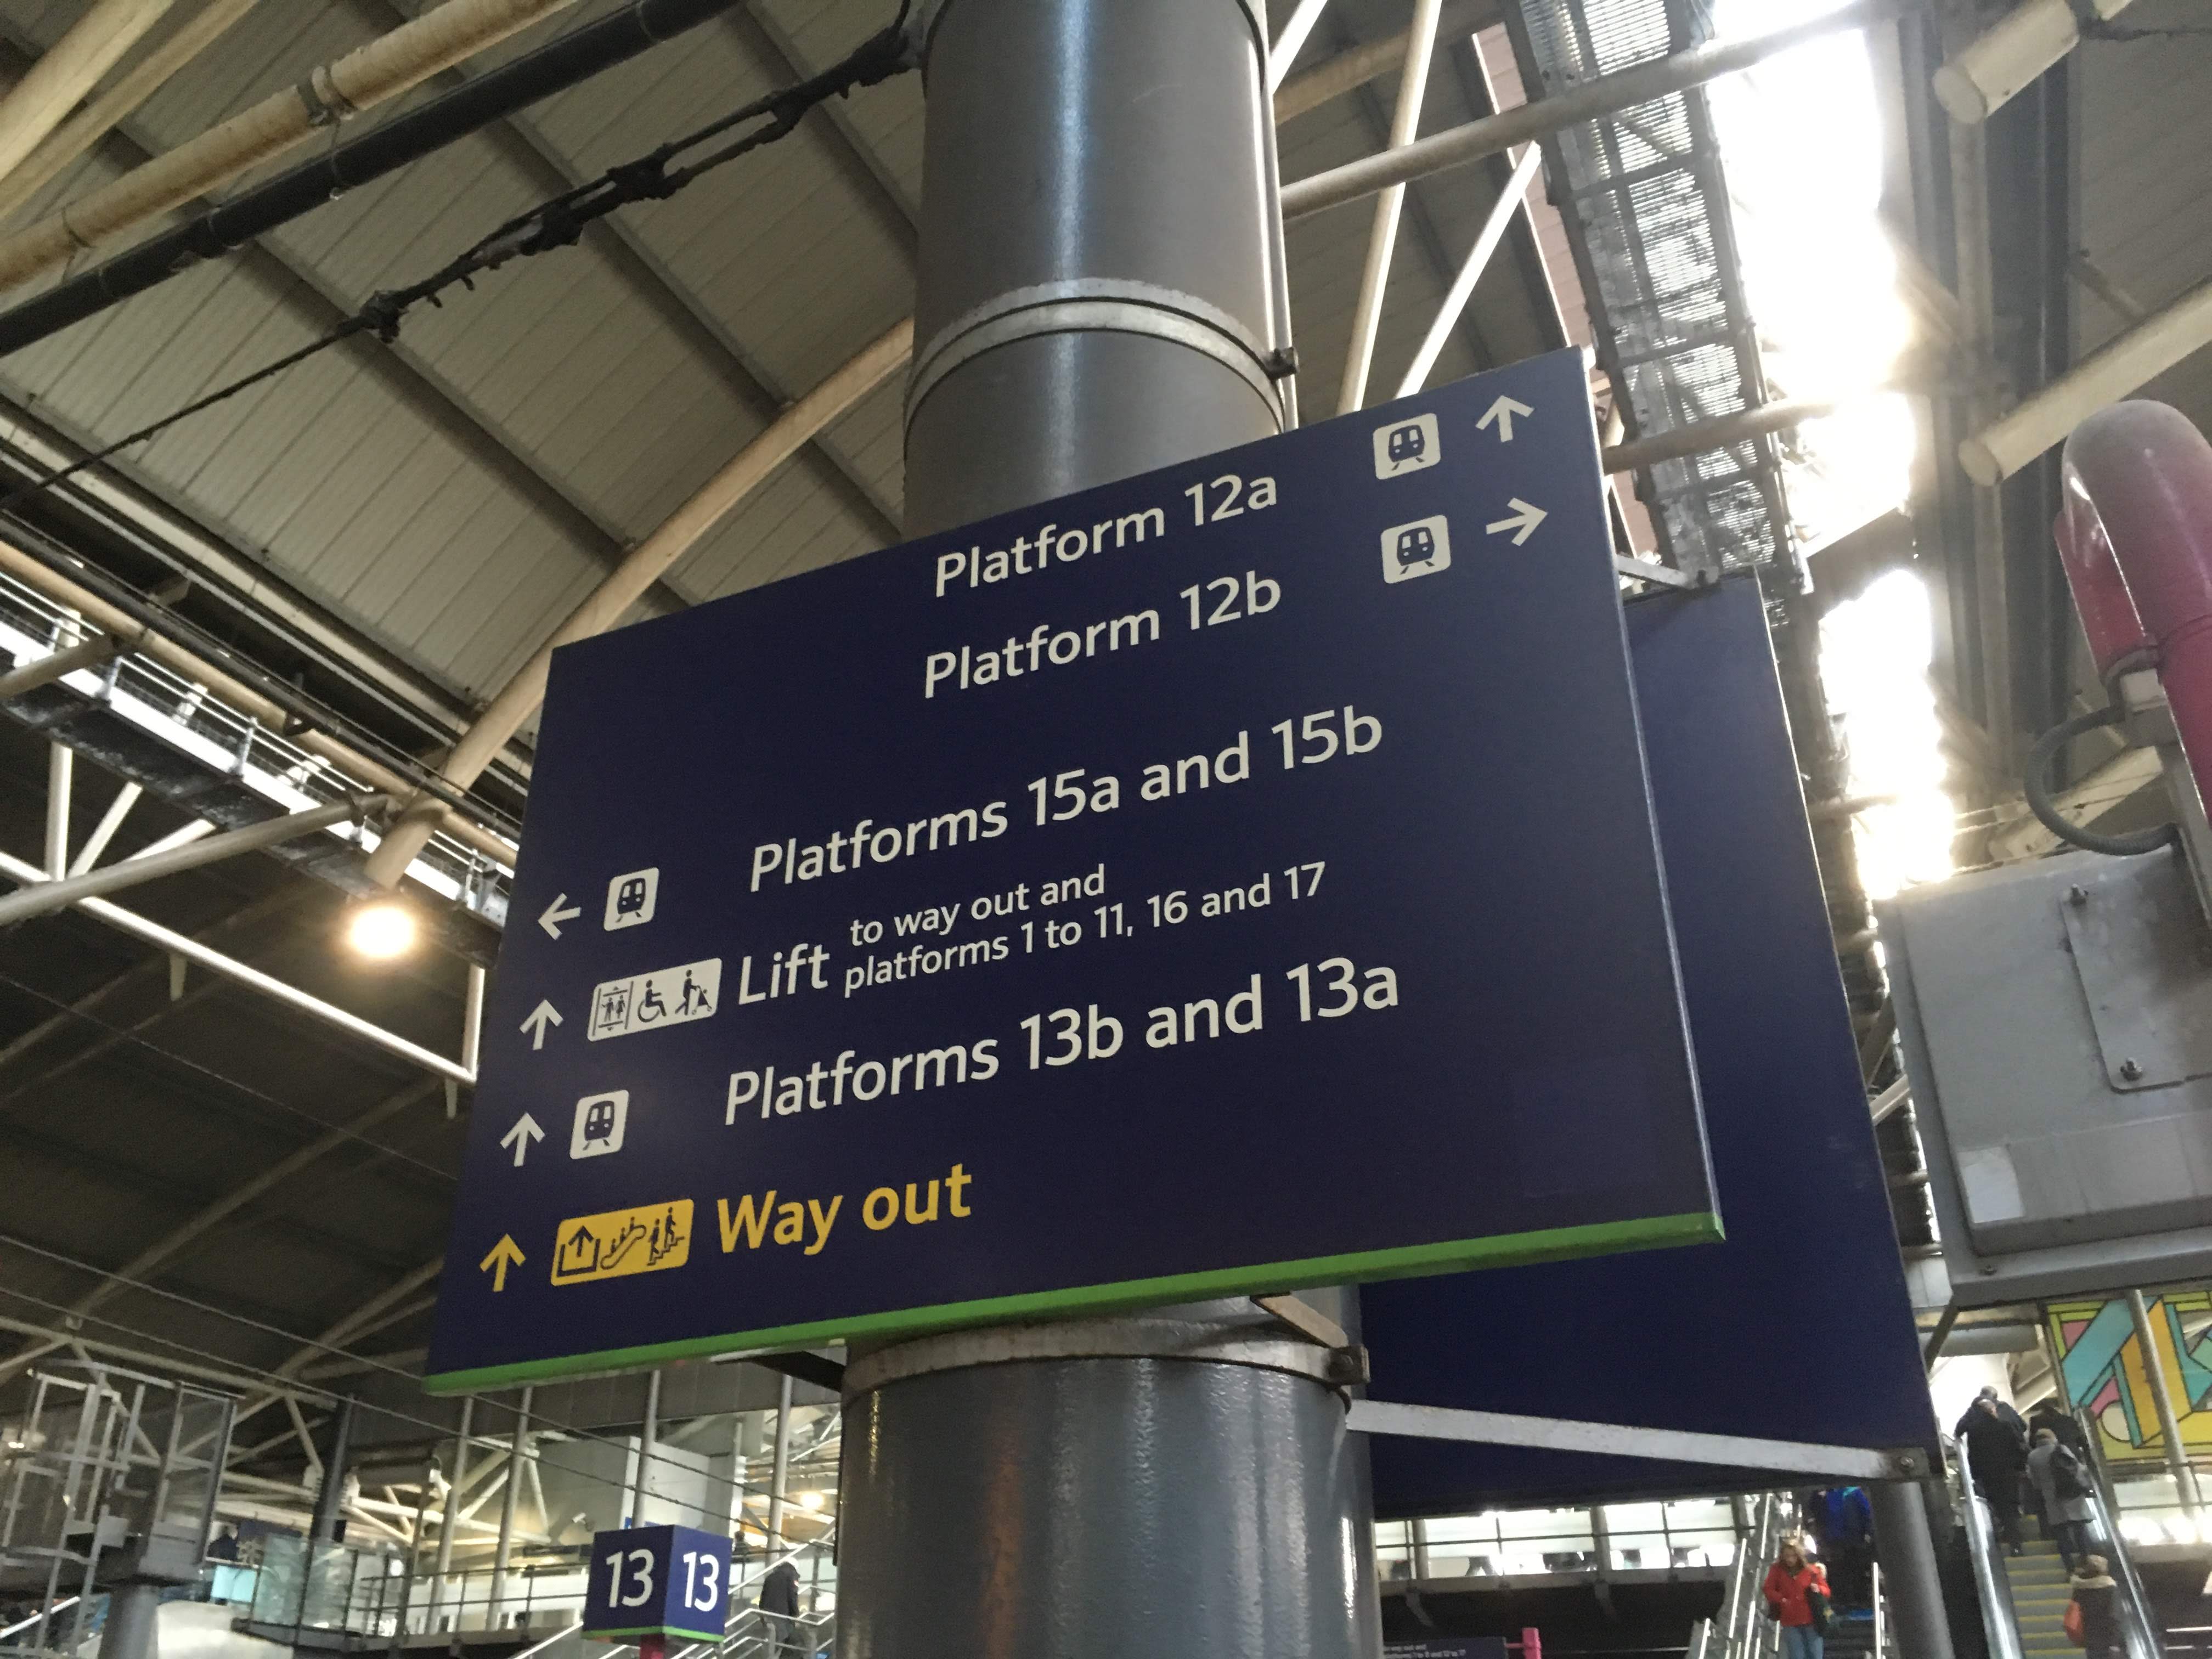 Platform 12a
Platform 12b
Platforms 15a and 15b
Lift to way out and
platforms 1 to 11, 16 and 17
Platforms 13b and 13a
Way out
13 13